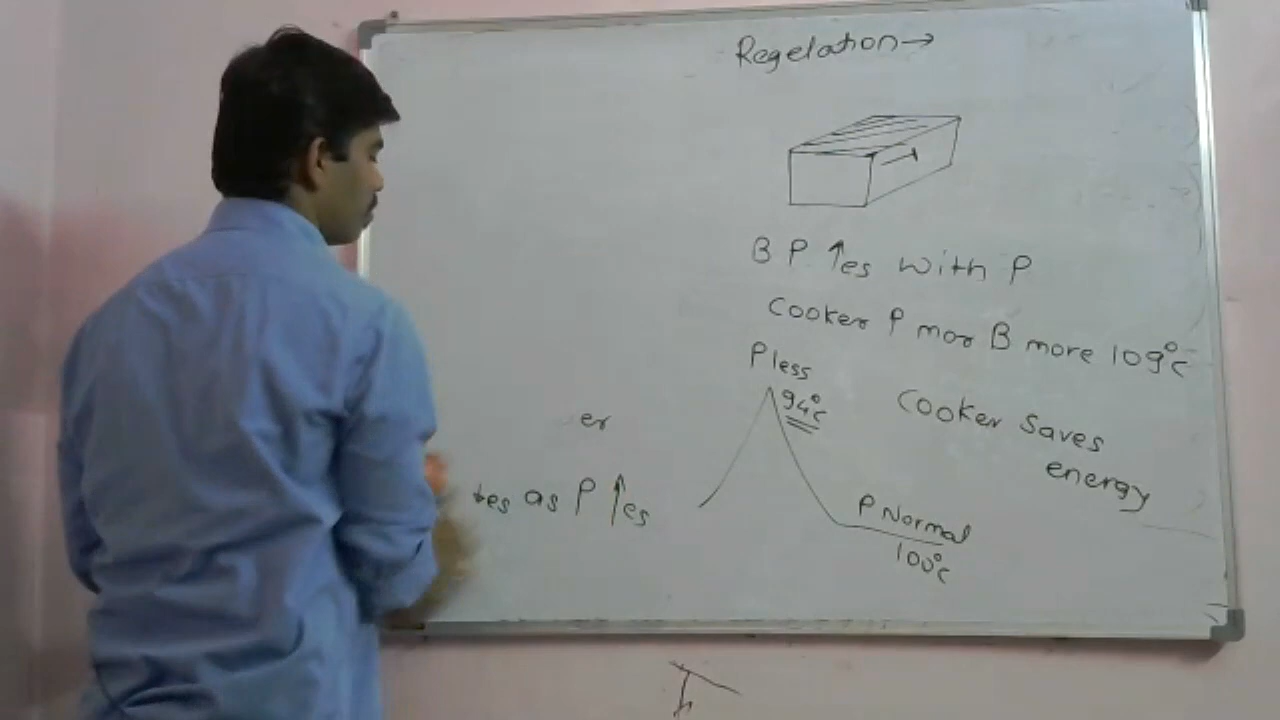 Regelation →
B P ↑es with P
Cooker P mor B more 109°c
P less
94°c
Cooker Saves
energy
er
es as P ↑es
P Normal
100°c